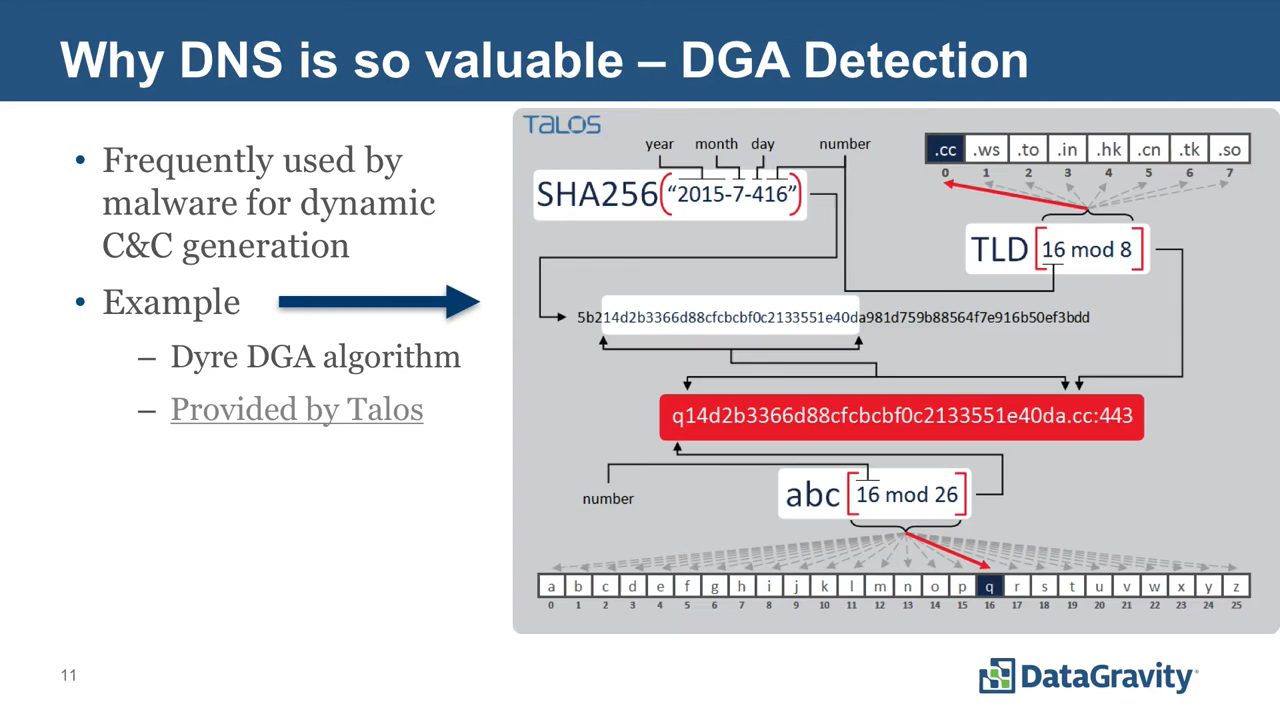 Why DNS is so valuable – DGA Detection
• Frequently used by
malware for dynamic
C&C generation
• Example
– Dyre DGA algorithm
– Provided by Talos
TALOS
year month day number
SHA256("2015-7-416")
.cc .ws .to .in .hk .cn .tk .so
0 1 2 3 4 5 6 7
TLD [16 mod 8]
5b214d2b3366d88cfcbcbf0c2133551e40da981d759b88564f7e916b50ef3bdd
q14d2b3366d88cfcbcbf0c2133551e40da.cc:443
number
abc [16 mod 26]
a b c d e f g h i j k l m n o p q r s t u v w x y z
0 1 2 3 4 5 6 7 8 9 10 11 12 13 14 15 16 17 18 19 20 21 22 23 24 25
11
DataGravity